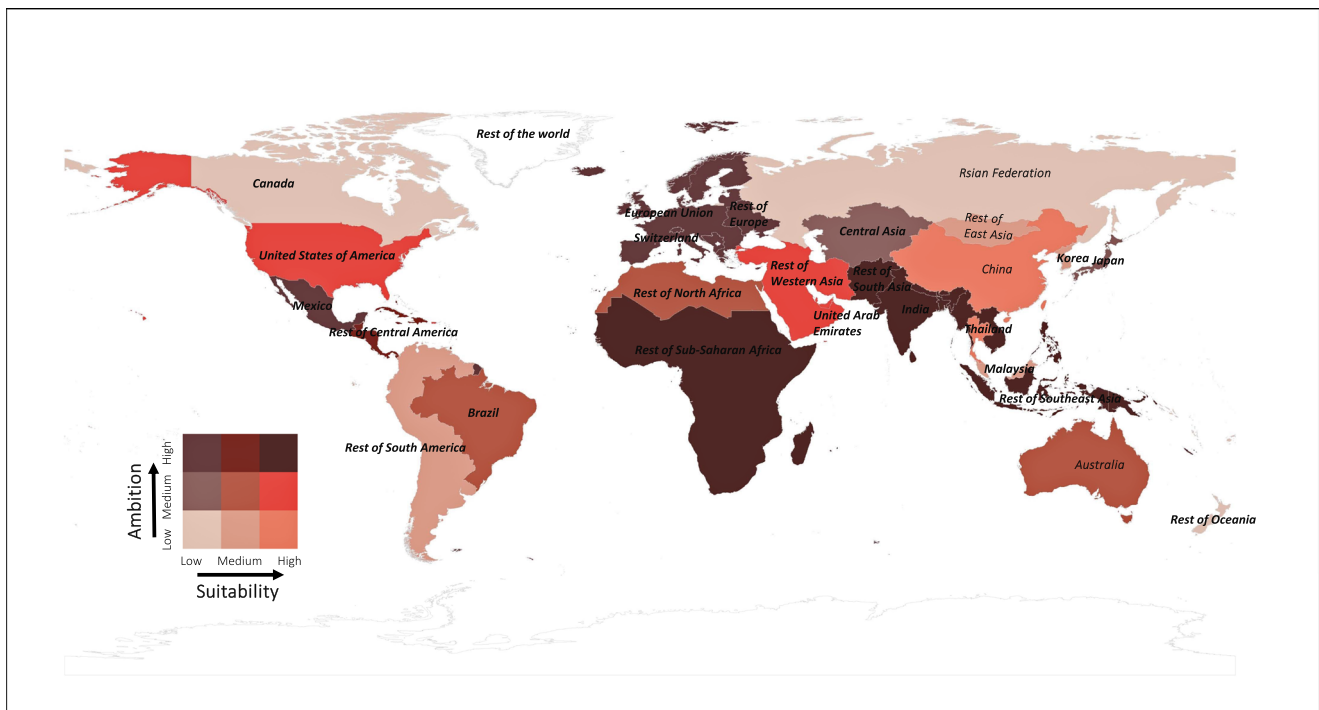 Rest of the world
Rsian Federation
Canada
Rest of
East Asia
European Union
Rest of
Europe
Switzerland
Central Asia
United States of America
Korea
Japan
China
Rest of
Western Asia
Rest of
South Asia
Rest of North Africa
Mexico
India
United Arab
Emirates
Rest of Central America
Thailand
Rest of Sub-Saharan Africa
Malaysia
Rest of Southeast Asia
Brazil
Rest of South America
Australia
Rest of Oceania
Ambition
High
Medium
Low
Low Medium High
Suitability